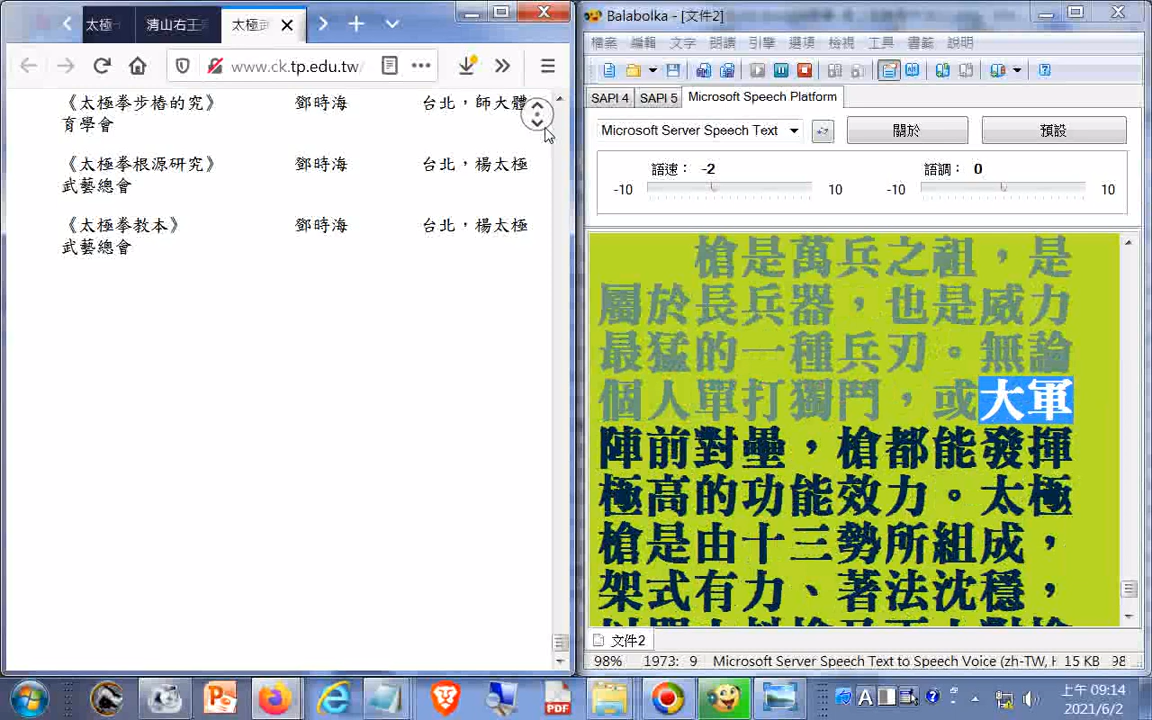 太極
清山右王
太極
www.ck.tp.edu.tw/
《太極拳步樁的究》 鄧時海 台北，師大體
育學會
《太極拳根源研究》 鄧時海 台北，楊太極
武藝總會
《太極拳教本》 鄧時海 台北，楊太極
武藝總會
Balabolka - [文件2]
檔案 編輯 文字 朗讀 引擎 選項 檢視 工具 書籤 說明
SAPI 4 SAPI 5 Microsoft Speech Platform
Microsoft Server Speech Text 關於 預設
語速： -2 語調： 0
-10 10 -10 10
槍是萬兵之祖，是
屬於長兵器，也是威力
最猛的一種兵刃。無論
個人單打獨鬥，或大軍
陣前對壘，槍都能發揮
極高的功能效力。太極
槍是由十三勢所組成，
架式有力、著法沈穩，
文件2
98% 1973: 9 Microsoft Server Speech Text to Speech Voice (zh-TW, H 15 KB 98
PDF
A
上午 09:14
2021/6/2